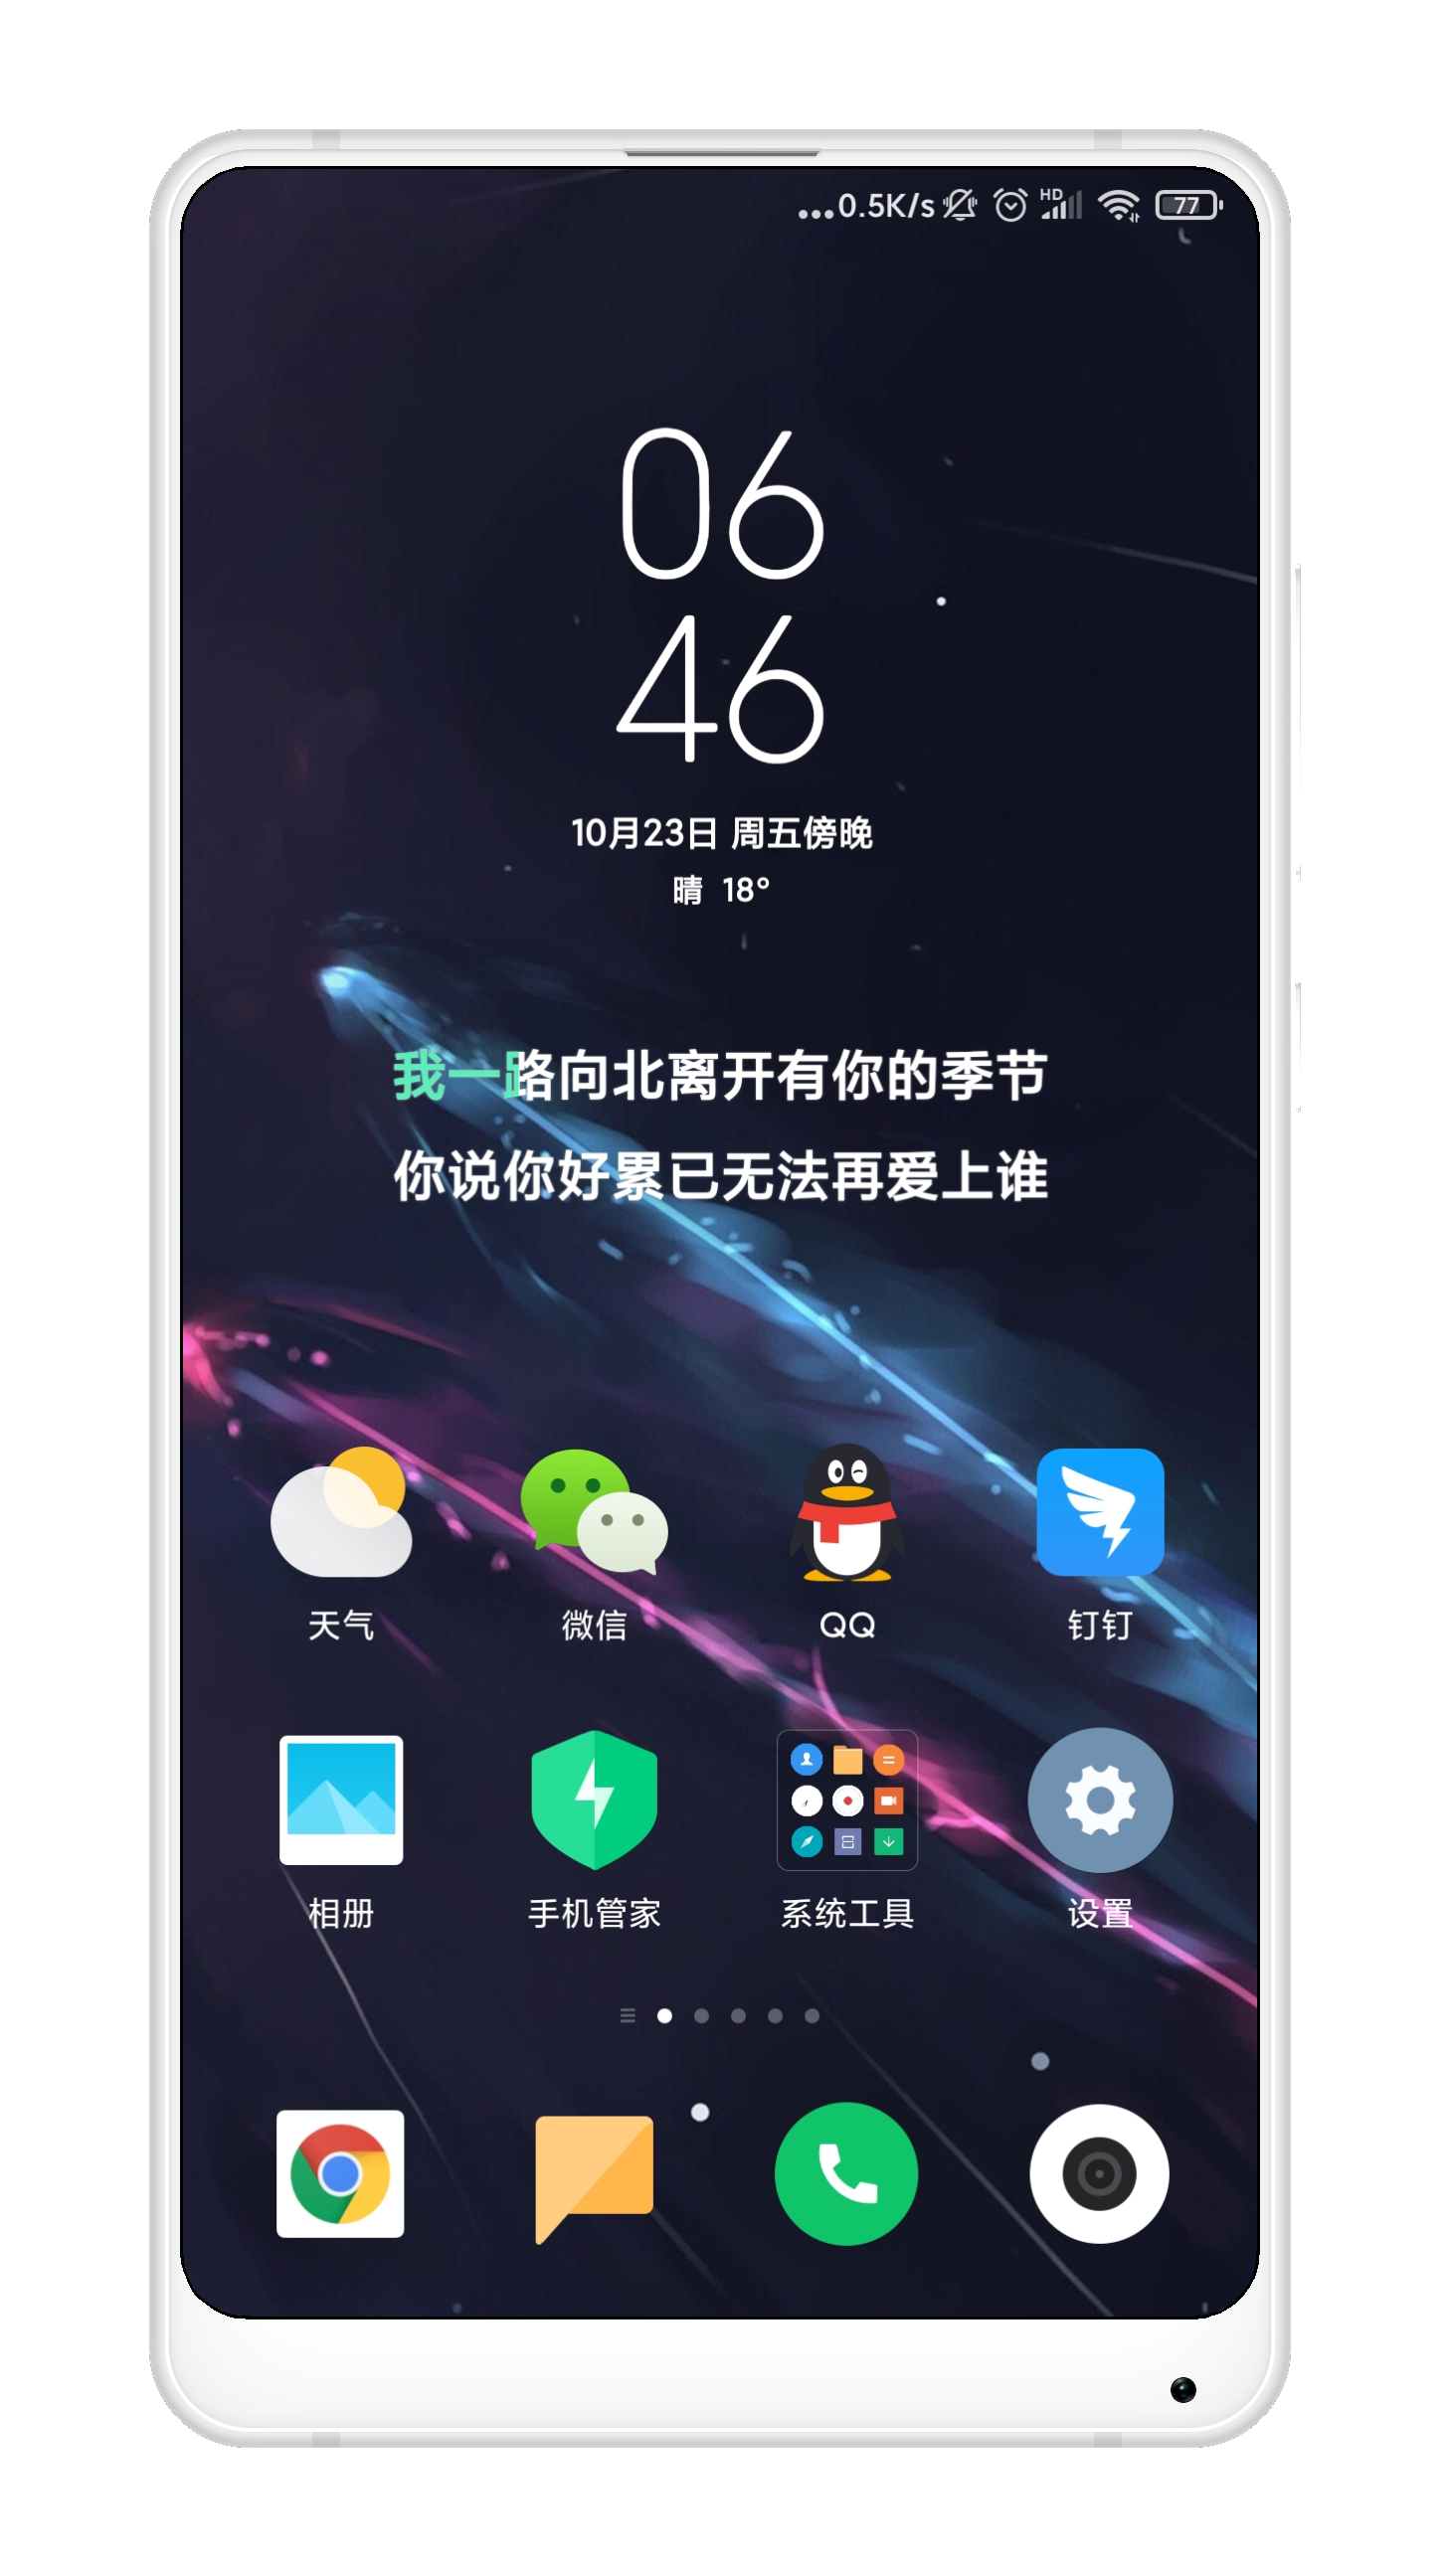 ...0.5K/s HD 77
06
46
10月23日 周五傍晚
晴 18°
我一路向北离开有你的季节
你说你好累已无法再爱上谁
天气 微信 QQ 钉钉
相册 手机管家 系统工具 设置